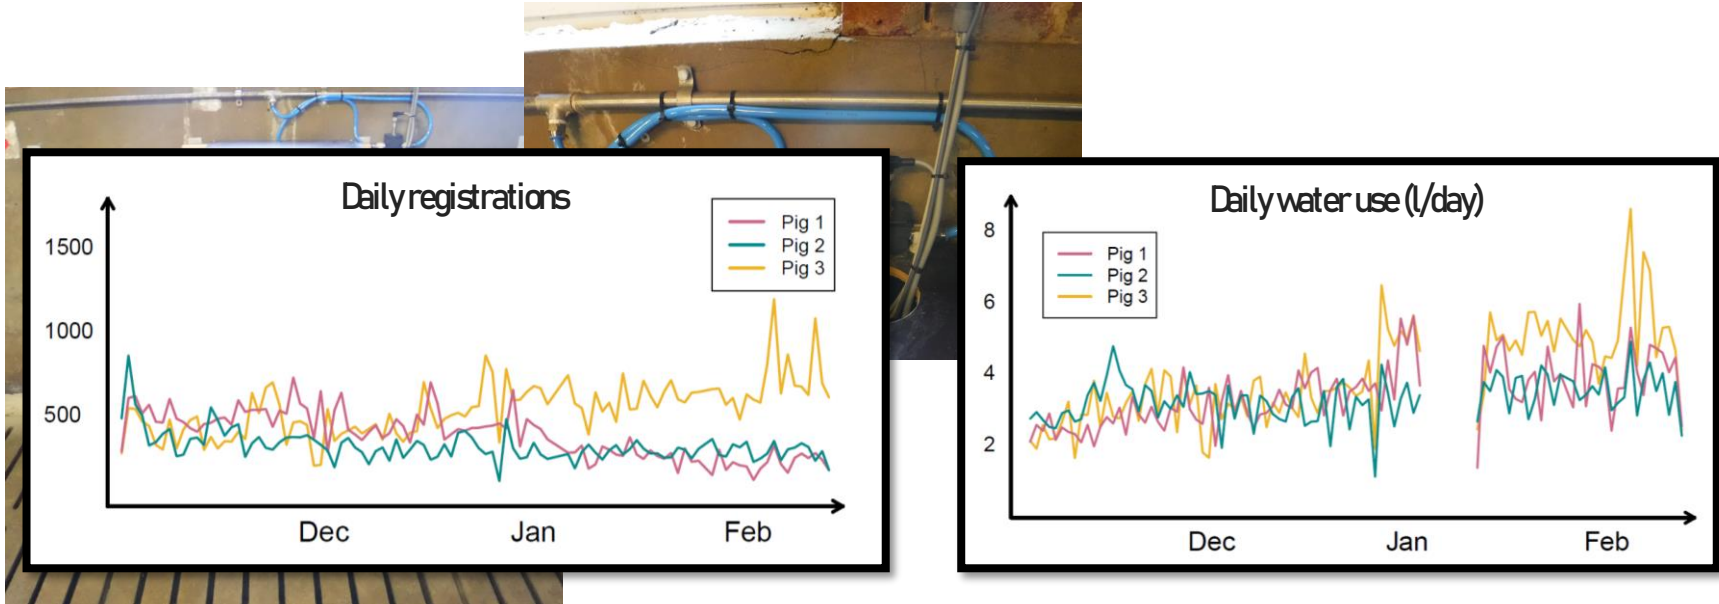 Daily registrations
Pig 1
Pig 2
Pig 3
1500
1000
500
Dec Jan Feb
Daily water use (l/day)
Pig 1
Pig 2
Pig 3
8
6
4
2
Dec Jan Feb